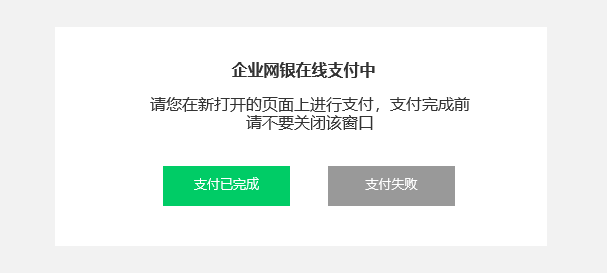 企业网银在线支付中
请您在新打开的页面上进行支付，支付完成前
请不要关闭该窗口
支付已完成
支付失败